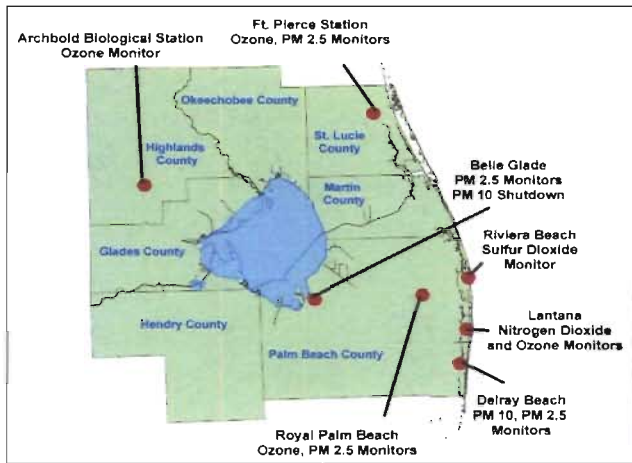 Ft. Pierce Station
Ozone, PM 2.5 Monitors
Archbold Biological Station
Ozone Monitor
Okeechobee County
St. Lucie
County
Highlands
County
Belle Glade
PM 2.5 Monitors
PM 10 Shutdown
Martin
County
Riviera Beach
Sulfur Dioxide
Monitor
Glades County
Lantana
Nitrogen Dioxide
and Ozone Monitors
Hendry County
Palm Beach County
Delray Beach
PM 10, PM 2.5
Monitors
Royal Palm Beach
Ozone, PM 2.5 Monitors